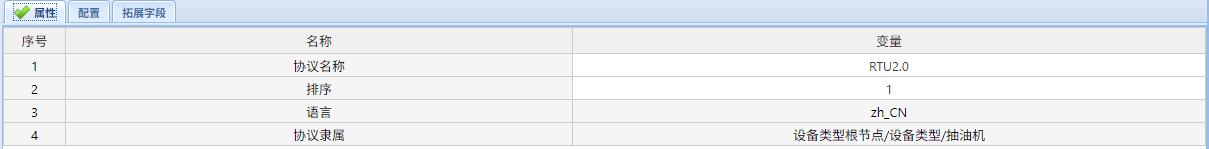 属性 配置 拓展字段
序号 名称 变量
1 协议名称 RTU2.0
2 排序 1
3 语言 zh_CN
4 协议隶属 设备类型根节点/设备类型/抽油机